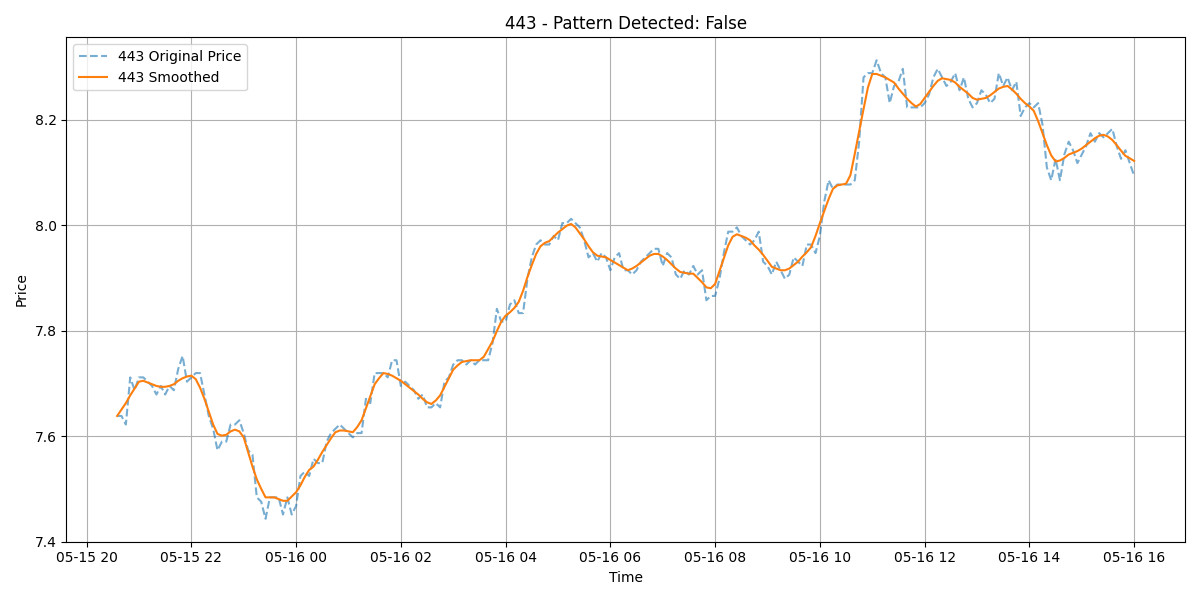 443 - Pattern Detected: False
443 Original Price
443 Smoothed
Price
8.2
8.0
7.8
7.6
7.4
05-15 20 05-15 22 05-16 00 05-16 02 05-16 04 05-16 06 05-16 08 05-16 10 05-16 12 05-16 14 05-16 16
Time